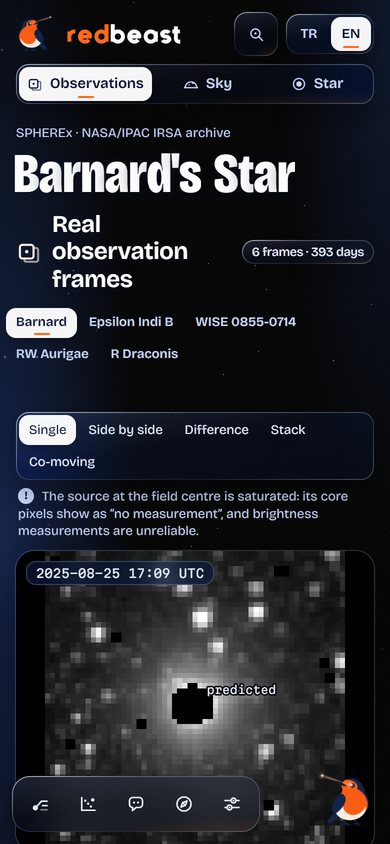 redbeast
TR EN
Observations Sky Star
SPHEREx · NASA/IPAC IRSA archive
Barnard's Star
Real
observation
frames
6 frames · 393 days
Barnard Epsilon Indi B WISE 0855-0714
RW Aurigae R Draconis
Single Side by side Difference Stack
Co-moving
! The source at the field centre is saturated: its core
pixels show as “no measurement”, and brightness
measurements are unreliable.
2025-08-25 17:09 UTC
predicted